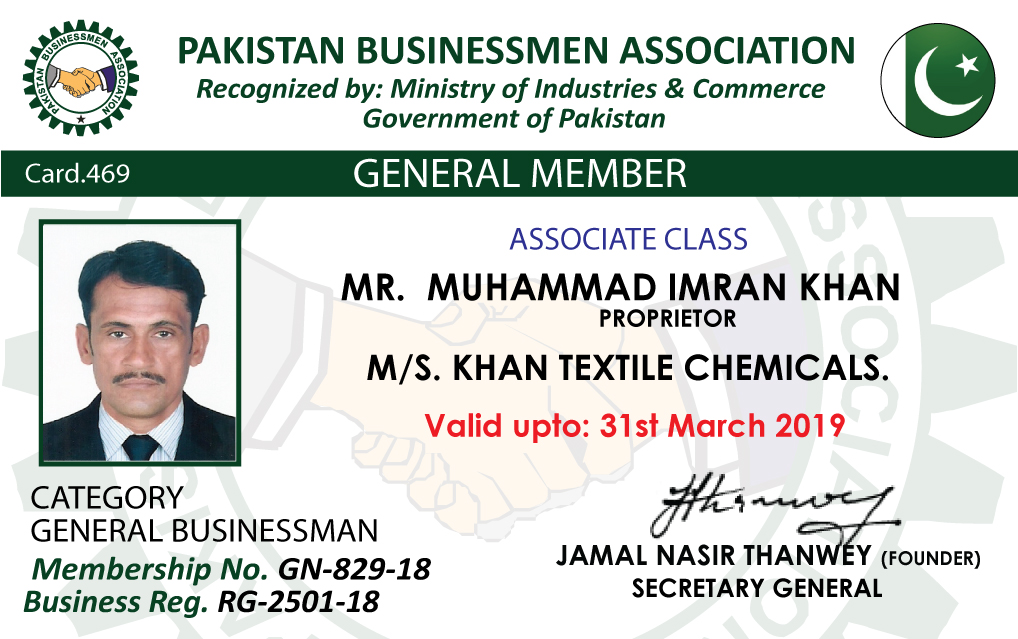 PAKISTAN BUSINESSMEN ASSOCIATION
PAKISTAN BUSINESSMEN ASSOCIATION
Recognized by: Ministry of Industries & Commerce
Government of Pakistan
Card.469
GENERAL MEMBER
ASSOCIATE CLASS
MR. MUHAMMAD IMRAN KHAN
PROPRIETOR
M/S. KHAN TEXTILE CHEMICALS.
Valid upto: 31st March 2019
CATEGORY
GENERAL BUSINESSMAN
Membership No. GN-829-18
Business Reg. RG-2501-18
JThanwey
JAMAL NASIR THANWEY (FOUNDER)
SECRETARY GENERAL